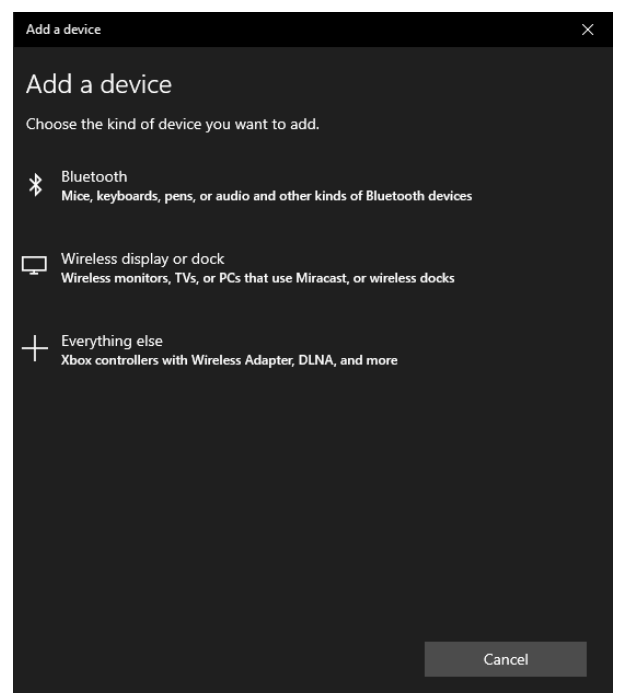 Add a device
Add a device
Choose the kind of device you want to add.
Bluetooth
Mice, keyboards, pens, or audio and other kinds of Bluetooth devices
Wireless display or dock
Wireless monitors, TVs, or PCs that use Miracast, or wireless docks
Everything else
Xbox controllers with Wireless Adapter, DLNA, and more
Cancel